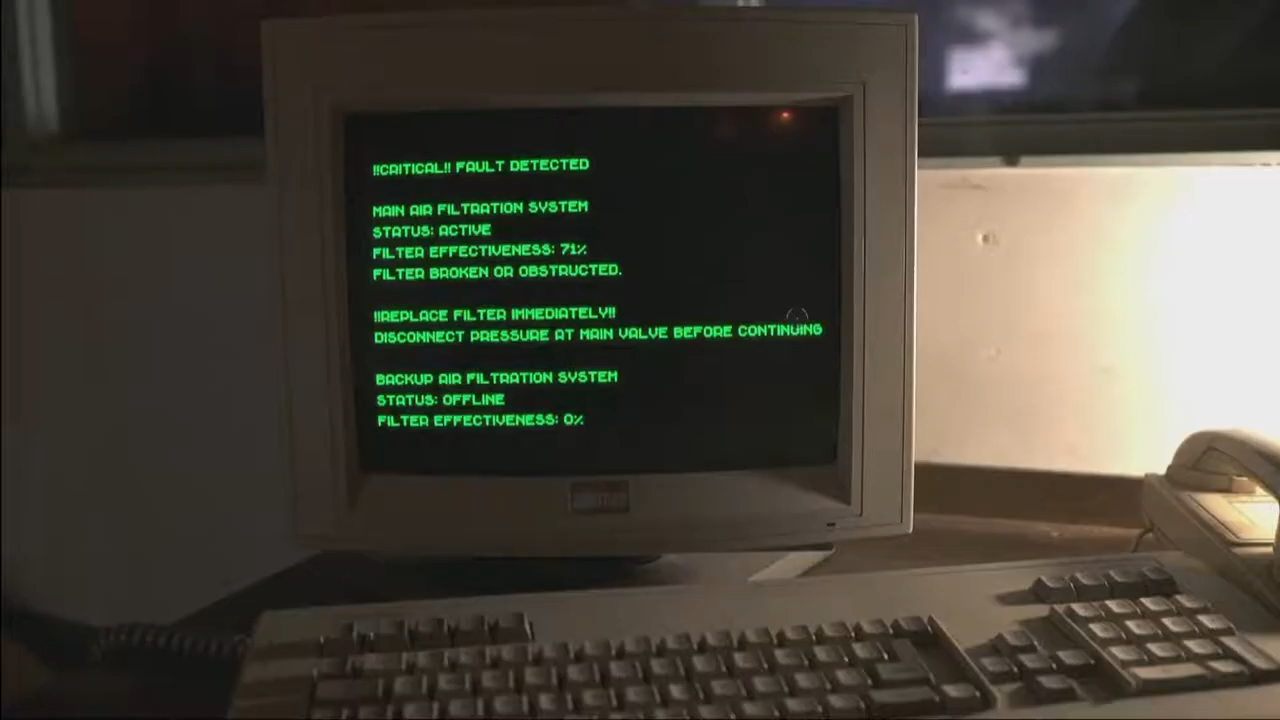 !!CRITICAL!! FAULT DETECTED
MAIN AIR FILTRATION SYSTEM
STATUS: ACTIVE
FILTER EFFECTIVENESS: 71%
FILTER BROKEN OR OBSTRUCTED.
!!REPLACE FILTER IMMEDIATELY!!
DISCONNECT PRESSURE AT MAIN VALVE BEFORE CONTINUING
BACKUP AIR FILTRATION SYSTEM
STATUS: OFFLINE
FILTER EFFECTIVENESS: 0%